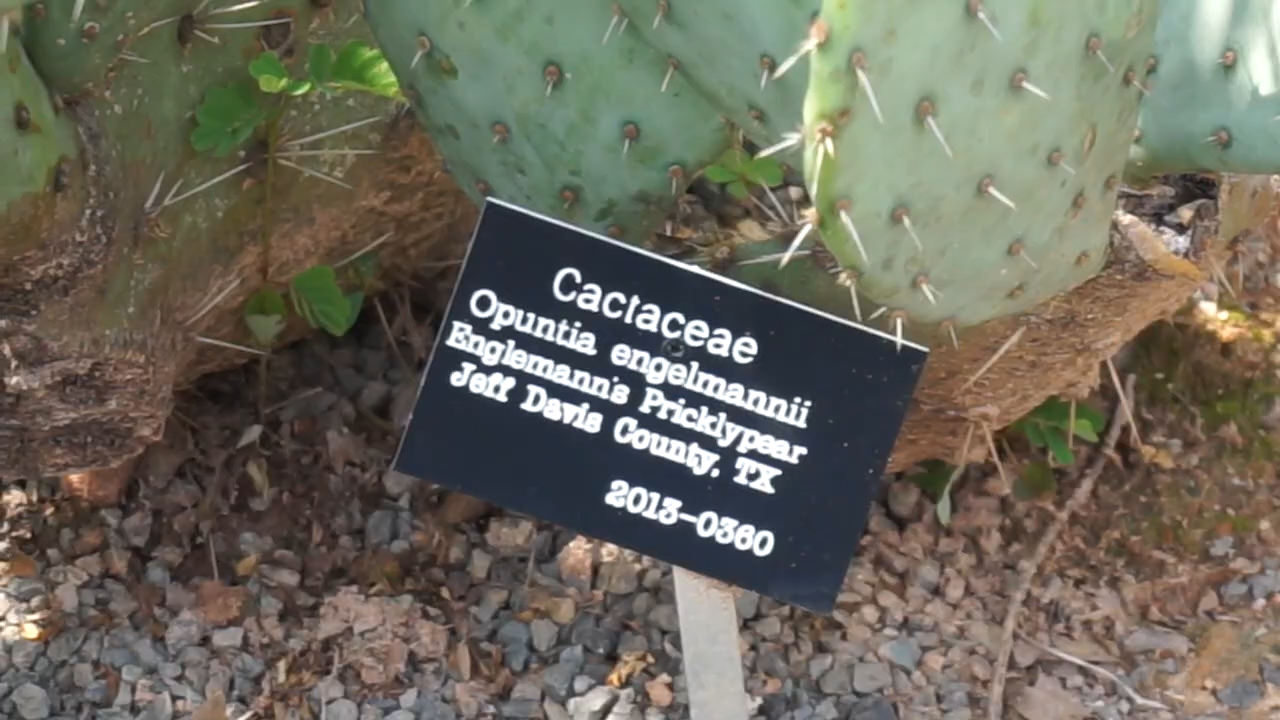 Cactaceae
Opuntia engelmannii
Englemann's Pricklypear
Jeff Davis County, TX
2013-0360